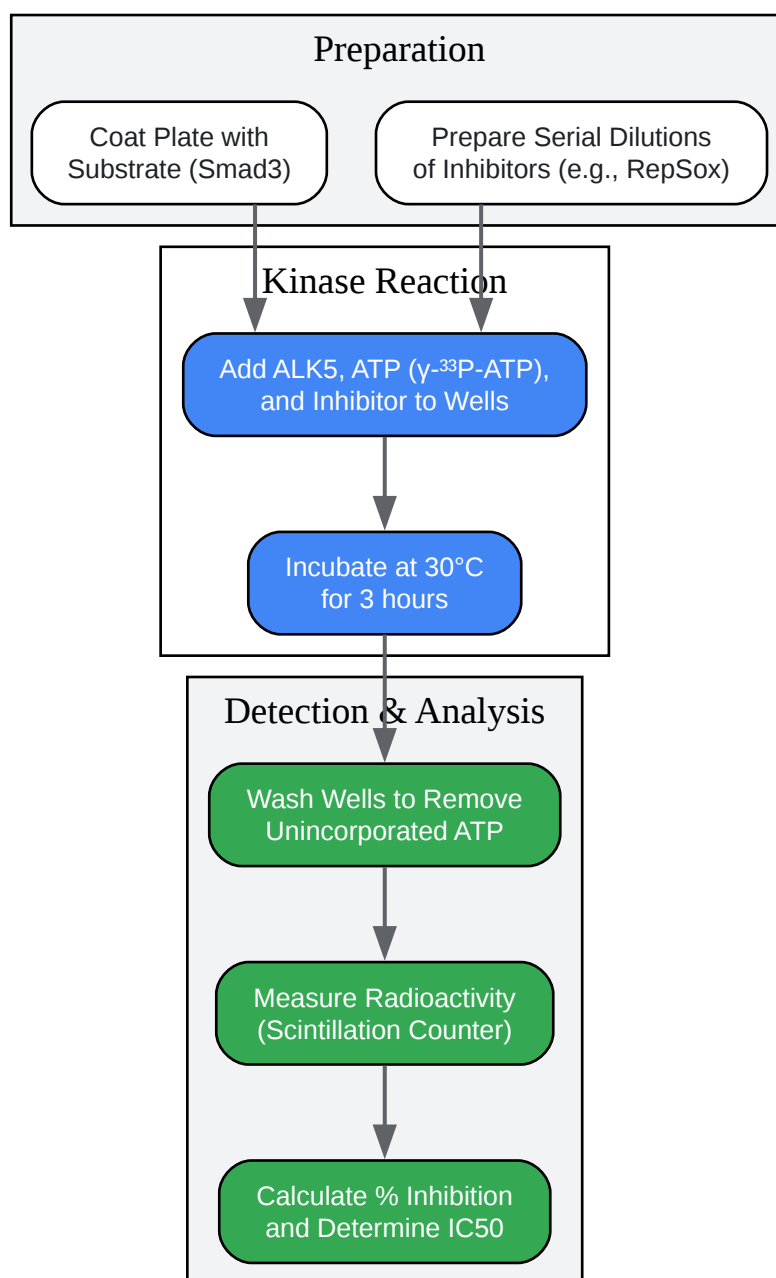 Preparation
Coat Plate with
Substrate (Smad3)
Prepare Serial Dilutions
of Inhibitors (e.g., RepSox)
Kinase Reaction
Add ALK5, ATP (γ-³³P-ATP),
and Inhibitor to Wells
Incubate at 30°C
for 3 hours
Detection & Analysis
Wash Wells to Remove
Unincorporated ATP
Measure Radioactivity
(Scintillation Counter)
Calculate % Inhibition
and Determine IC50